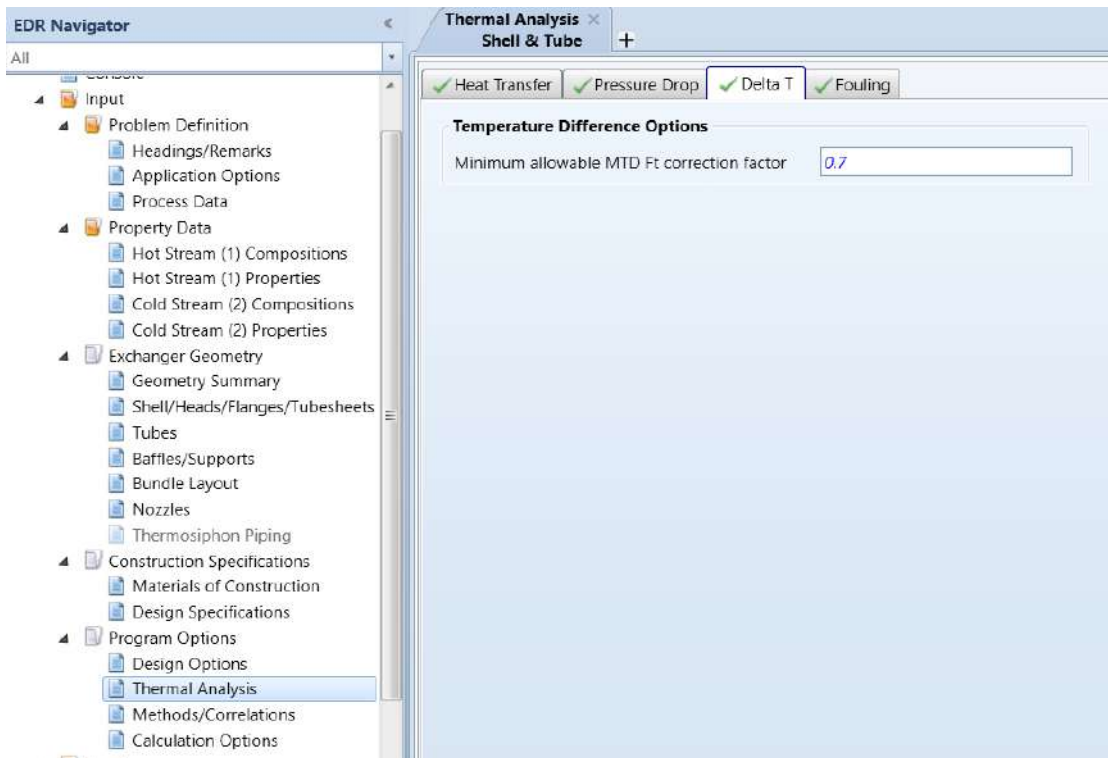 EDR Navigator
All
Console
Input
Problem Definition
Headings/Remarks
Application Options
Process Data
Property Data
Hot Stream (1) Compositions
Hot Stream (1) Properties
Cold Stream (2) Compositions
Cold Stream (2) Properties
Exchanger Geometry
Geometry Summary
Shell/Heads/Flanges/Tubesheets
Tubes
Baffles/Supports
Bundle Layout
Nozzles
Thermosiphon Piping
Construction Specifications
Materials of Construction
Design Specifications
Program Options
Design Options
Thermal Analysis
Methods/Correlations
Calculation Options
Thermal Analysis
Shell & Tube
Heat Transfer Pressure Drop Delta T Fouling
Temperature Difference Options
Minimum allowable MTD Ft correction factor 0.7